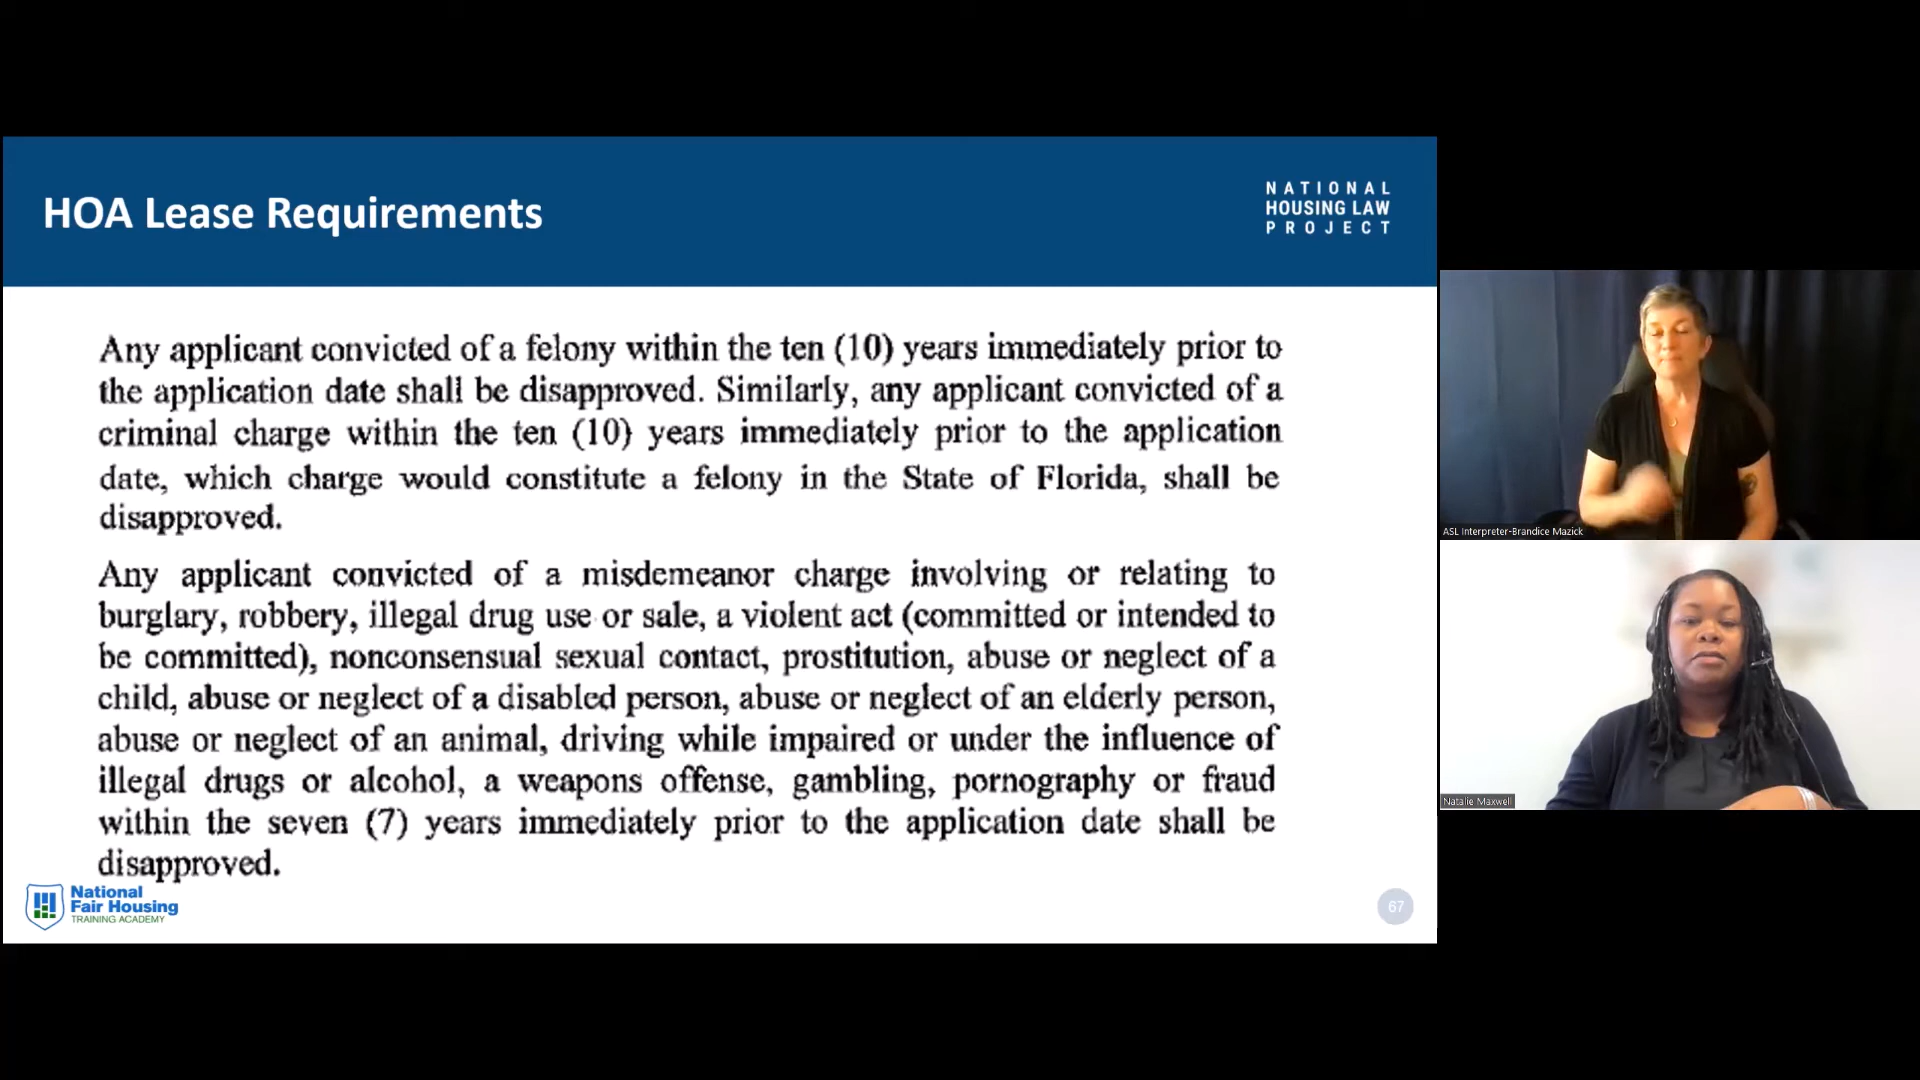 HOA Lease Requirements
NATIONAL
HOUSING LAW
PROJECT
Any applicant convicted of a felony within the ten (10) years immediately prior to
the application date shall be disapproved. Similarly, any applicant convicted of a
criminal charge within the ten (10) years immediately prior to the application
date, which charge would constitute a felony in the State of Florida, shall be
disapproved.
Any applicant convicted of a misdemeanor charge involving or relating to
burglary, robbery, illegal drug use or sale, a violent act (committed or intended to
be committed), nonconsensual sexual contact, prostitution, abuse or neglect of a
child, abuse or neglect of a disabled person, abuse or neglect of an elderly person,
abuse or neglect of an animal, driving while impaired or under the influence of
illegal drugs or alcohol, a weapons offense, gambling, pornography or fraud
within the seven (7) years immediately prior to the application date shall be
disapproved.
National
Fair Housing
TRAINING ACADEMY
67
ASL Interpreter-Brandice Mazick
Natalie Maxwell